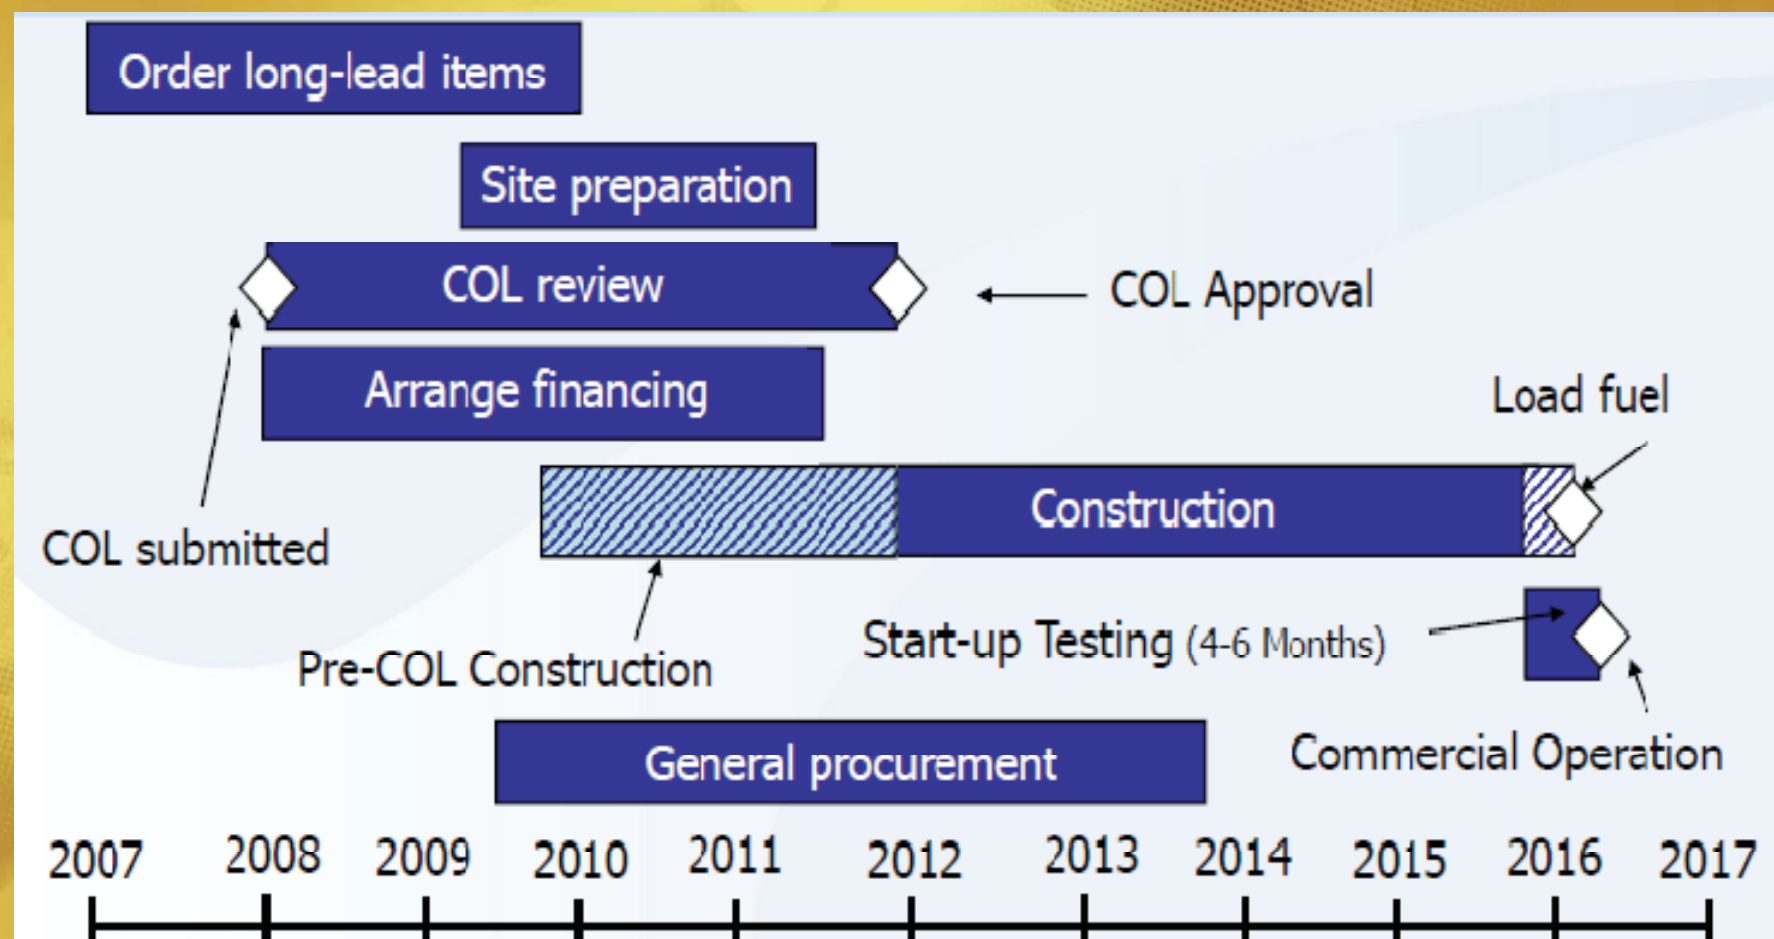 Order long-lead items
Site preparation
COL review
COL Approval
Arrange financing
Load fuel
Construction
COL submitted
Start-up Testing (4-6 Months)
Pre-COL Construction
Commercial Operation
General procurement
2007 2008 2009 2010 2011 2012 2013 2014 2015 2016 2017